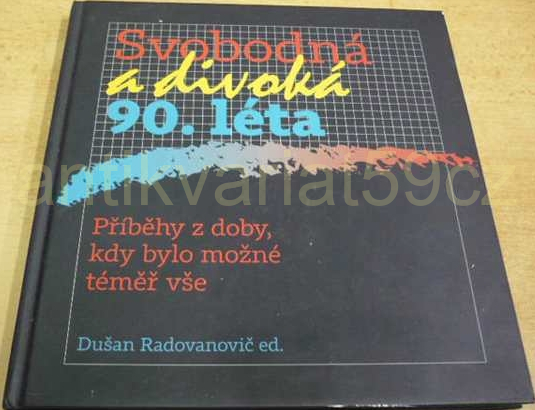 Svobodná
a divoká
90. léta
antikvariat59cz
Příběhy z doby,
kdy bylo možné
téměř vše
Dušan Radovanovič ed.